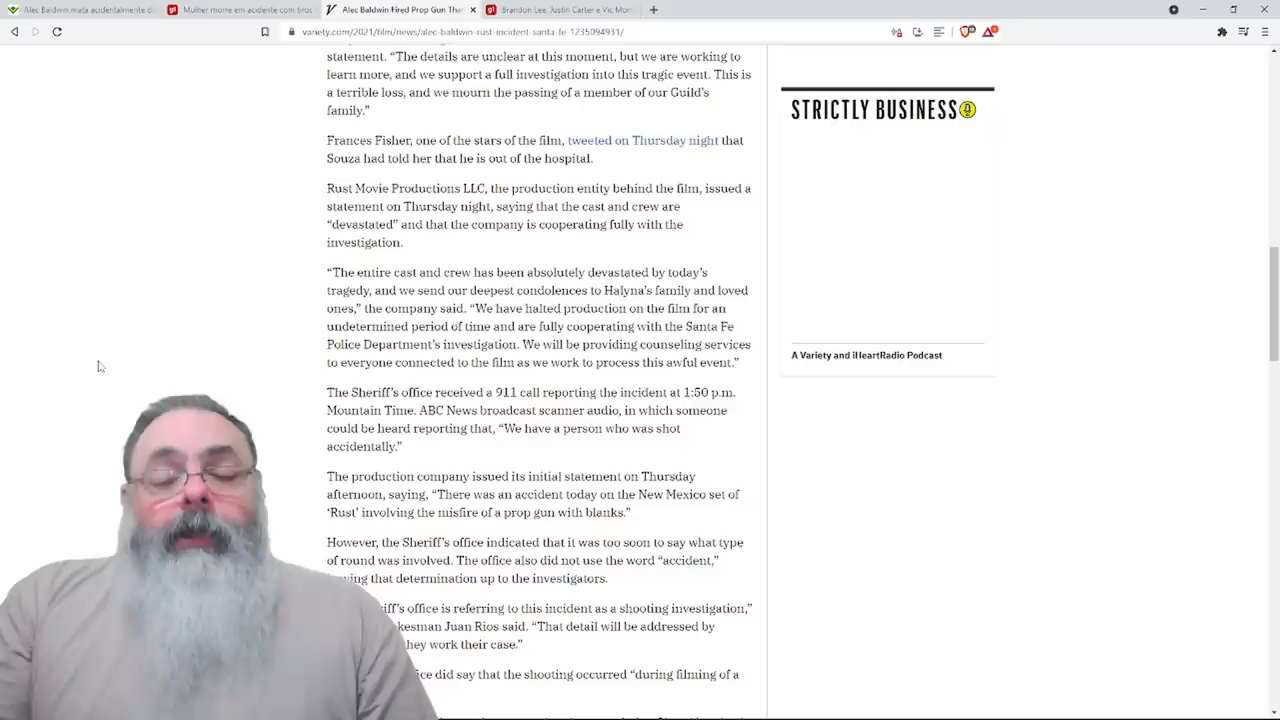 Alec Baldwin mata acidentalmente di
Mulher morre em acidente com tiros
Alec Baldwin Fired Prop Gun Tha
Brandon Lee, Justin Carter e Vic Mor
variety.com/2021/film/news/alec-baldwin-rust-incident-santa-fe-1235094931/
statement. “The details are unclear at this moment, but we are working to
learn more, and we support a full investigation into this tragic event. This is
a terrible loss, and we mourn the passing of a member of our Guild’s
family.”
Frances Fisher, one of the stars of the film, tweeted on Thursday night that
Souza had told her that he is out of the hospital.
Rust Movie Productions LLC, the production entity behind the film, issued a
statement on Thursday night, saying that the cast and crew are
“devastated” and that the company is cooperating fully with the
investigation.
“The entire cast and crew has been absolutely devastated by today’s
tragedy, and we send our deepest condolences to Halyna’s family and loved
ones,” the company said. “We have halted production on the film for an
undetermined period of time and are fully cooperating with the Santa Fe
Police Department’s investigation. We will be providing counseling services
to everyone connected to the film as we work to process this awful event.”
The Sheriff’s office received a 911 call reporting the incident at 1:50 p.m.
Mountain Time. ABC News broadcast scanner audio, in which someone
could be heard reporting that, “We have a person who was shot
accidentally.”
The production company issued its initial statement on Thursday
afternoon, saying, “There was an accident today on the New Mexico set of
‘Rust’ involving the misfire of a prop gun with blanks.”
However, the Sheriff’s office indicated that it was too soon to say what type
of round was involved. The office also did not use the word “accident,”
that determination up to the investigators.
office is referring to this incident as a shooting investigation,”
Juan Rios said. “That detail will be addressed by
they work their case.”
did say that the shooting occurred “during filming of a
STRICTLY BUSINESS
A Variety and iHeartRadio Podcast